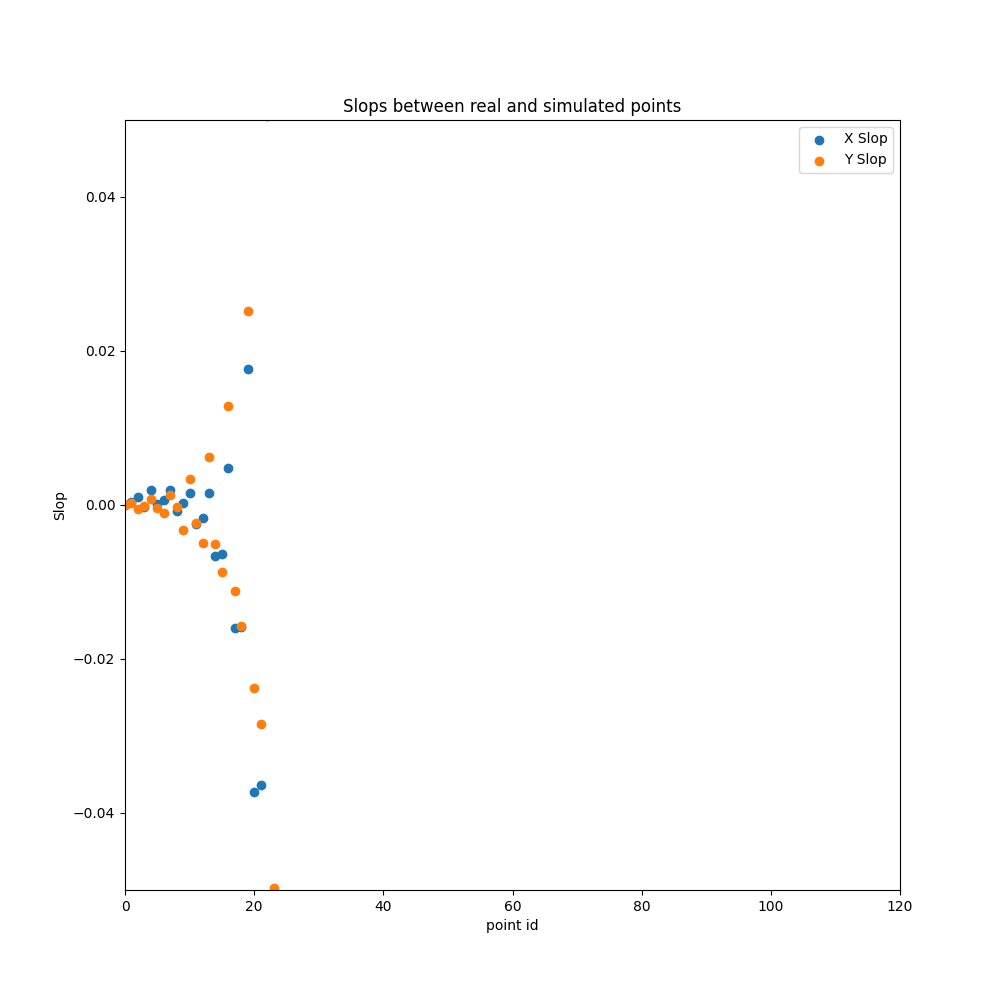 Slops between real and simulated points
X Slop
Y Slop
0.04
0.02
0.00
−0.02
−0.04
Slop
0 20 40 60 80 100 120
point id